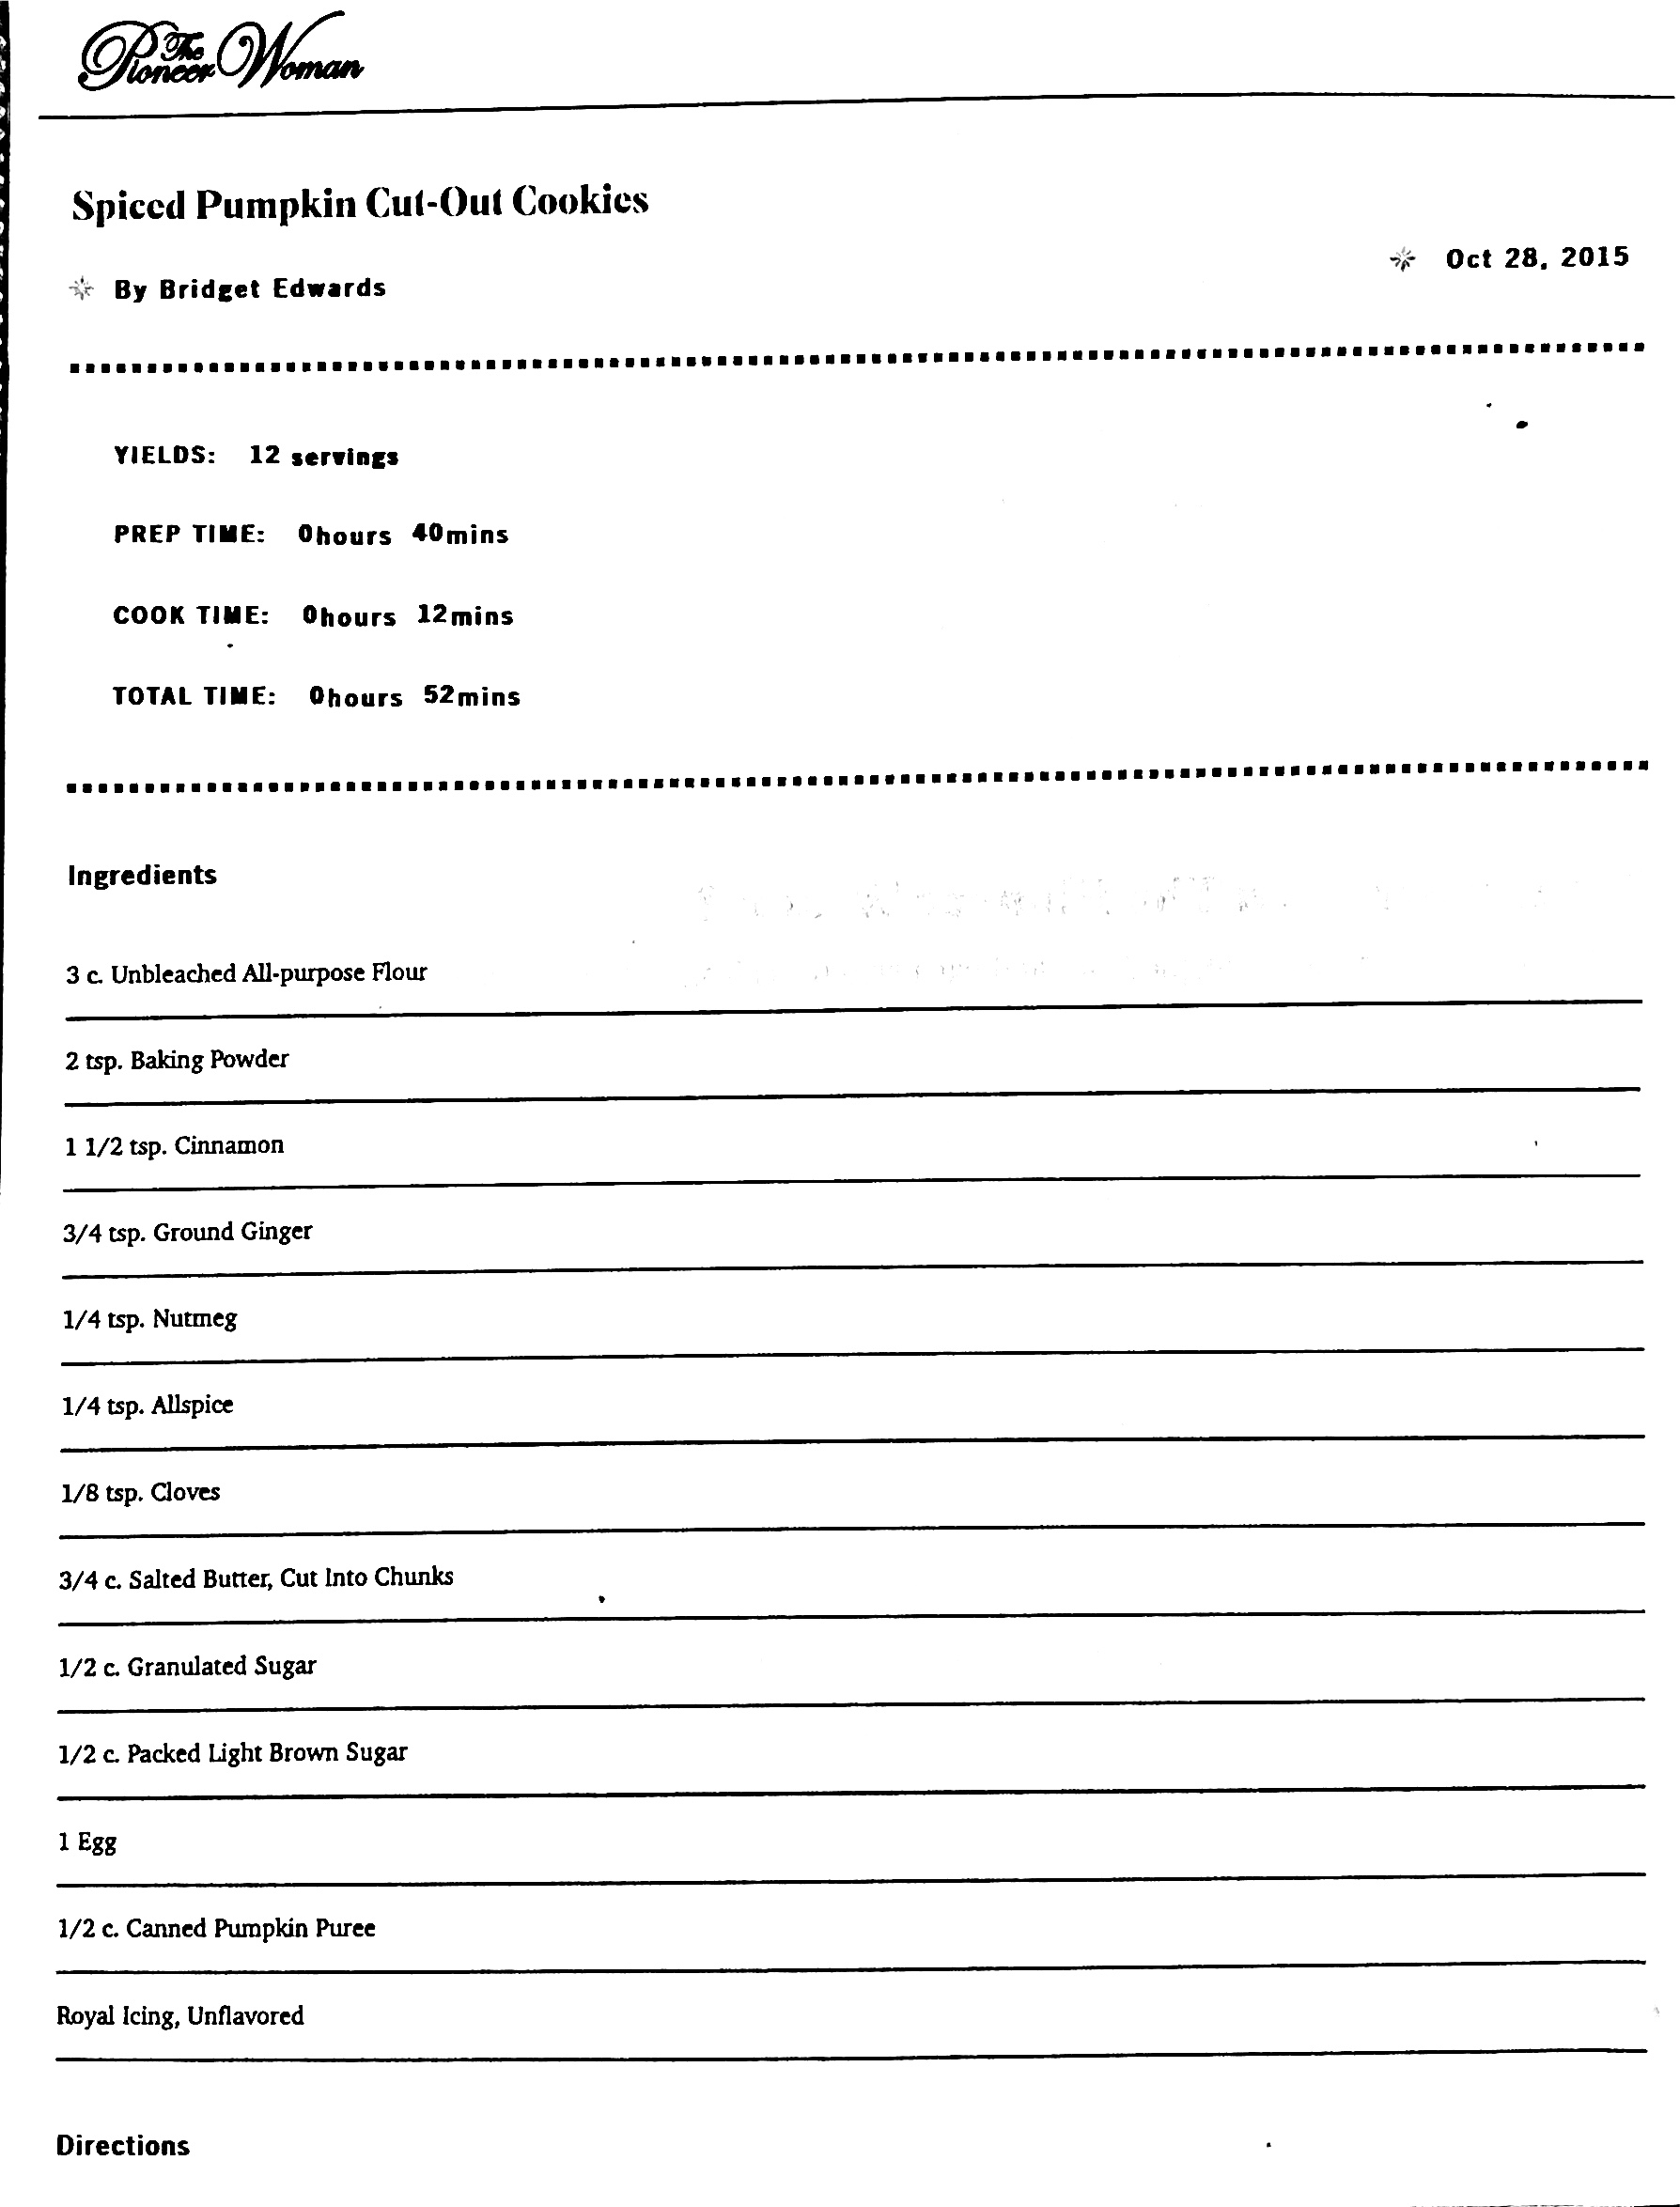 The Pioneer Woman
Spiced Pumpkin Cut-Out Cookies
By Bridget Edwards
Oct 28, 2015
YIELDS: 12 servings
PREP TIME: 0hours 40mins
COOK TIME: 0hours 12mins
TOTAL TIME: 0hours 52mins
Ingredients
3 c. Unbleached All-purpose Flour
2 tsp. Baking Powder
1 1/2 tsp. Cinnamon
3/4 tsp. Ground Ginger
1/4 tsp. Nutmeg
1/4 tsp. Allspice
1/8 tsp. Cloves
3/4 c. Salted Butter, Cut Into Chunks
1/2 c. Granulated Sugar
1/2 c. Packed Light Brown Sugar
1 Egg
1/2 c. Canned Pumpkin Puree
Royal Icing, Unflavored
Directions